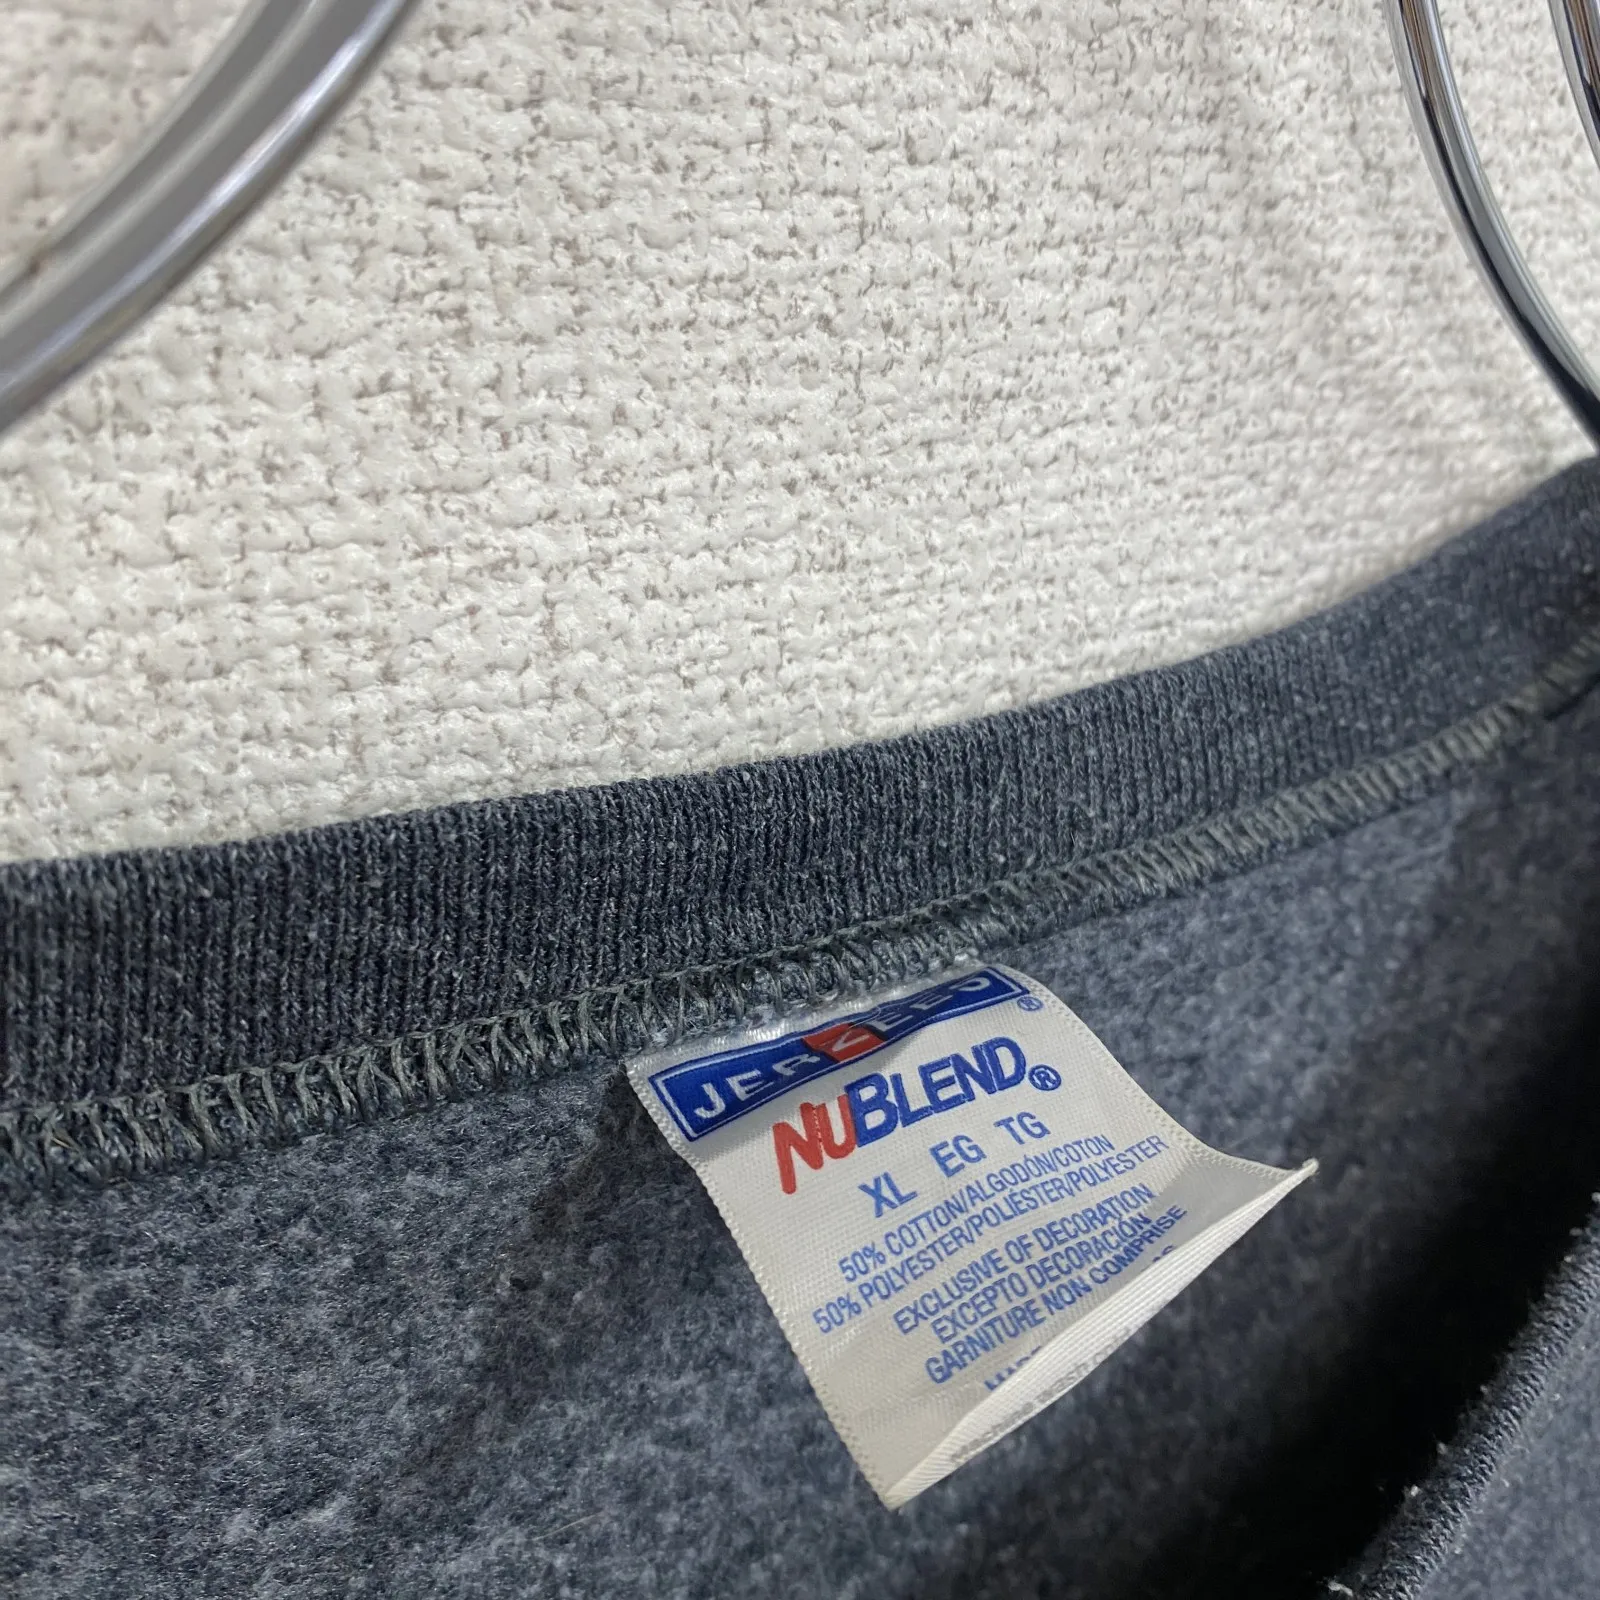 JERZEES®
NUBLEND®
XL EG TG
50% COTTON/ALGODÓN/COTON
50% POLYESTER/POLIÉSTER/POLYESTER
EXCLUSIVE OF DECORATION
EXCEPTO DECORACIÓN
GARNITURE NON COMPRISE